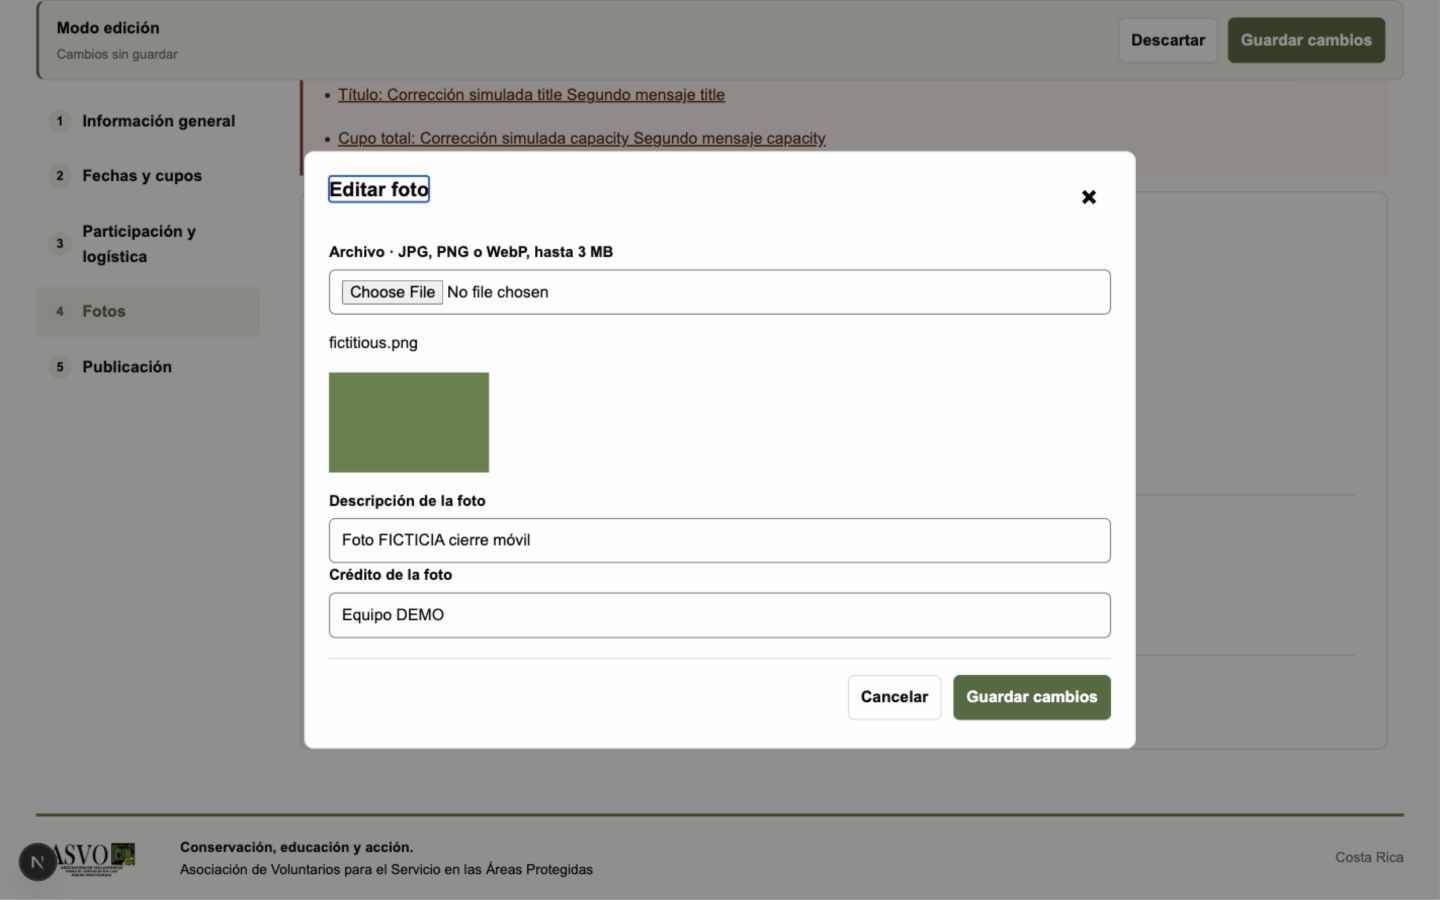 Modo edición
Cambios sin guardar
Descartar
Guardar cambios
1 Información general
2 Fechas y cupos
3 Participación y
logística
4 Fotos
5 Publicación
• Título: Corrección simulada title Segundo mensaje title
• Cupo total: Corrección simulada capacity Segundo mensaje capacity
Editar foto
Archivo · JPG, PNG o WebP, hasta 3 MB
Choose File No file chosen
fictitious.png
Descripción de la foto
Foto FICTICIA cierre móvil
Crédito de la foto
Equipo DEMO
Cancelar
Guardar cambios
N
ASVO
Conservación, educación y acción.
Asociación de Voluntarios para el Servicio en las Áreas Protegidas
Costa Rica